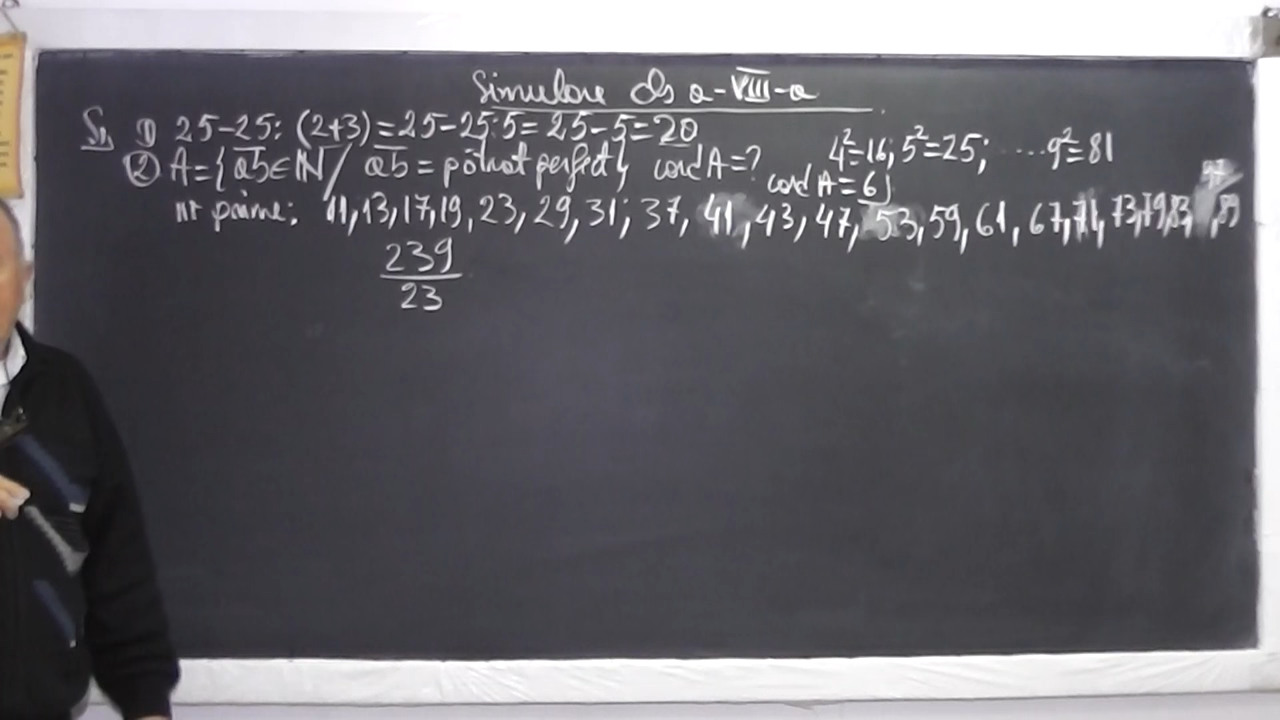 Simulare cls a-VIII-a
S₁, 1) 25-25:(2+3)=25-25:5=25-5=20
2) A={ab∈ℕ/ ab = pătrat perfect} card A=? 4²=16; 5²=25; ...9²=81
card A=6;
nr prime: 11,13,17,19,23,29,31; 37, 41,43,47, 53,59,61,67,71,73,79,83,89
97
239
23